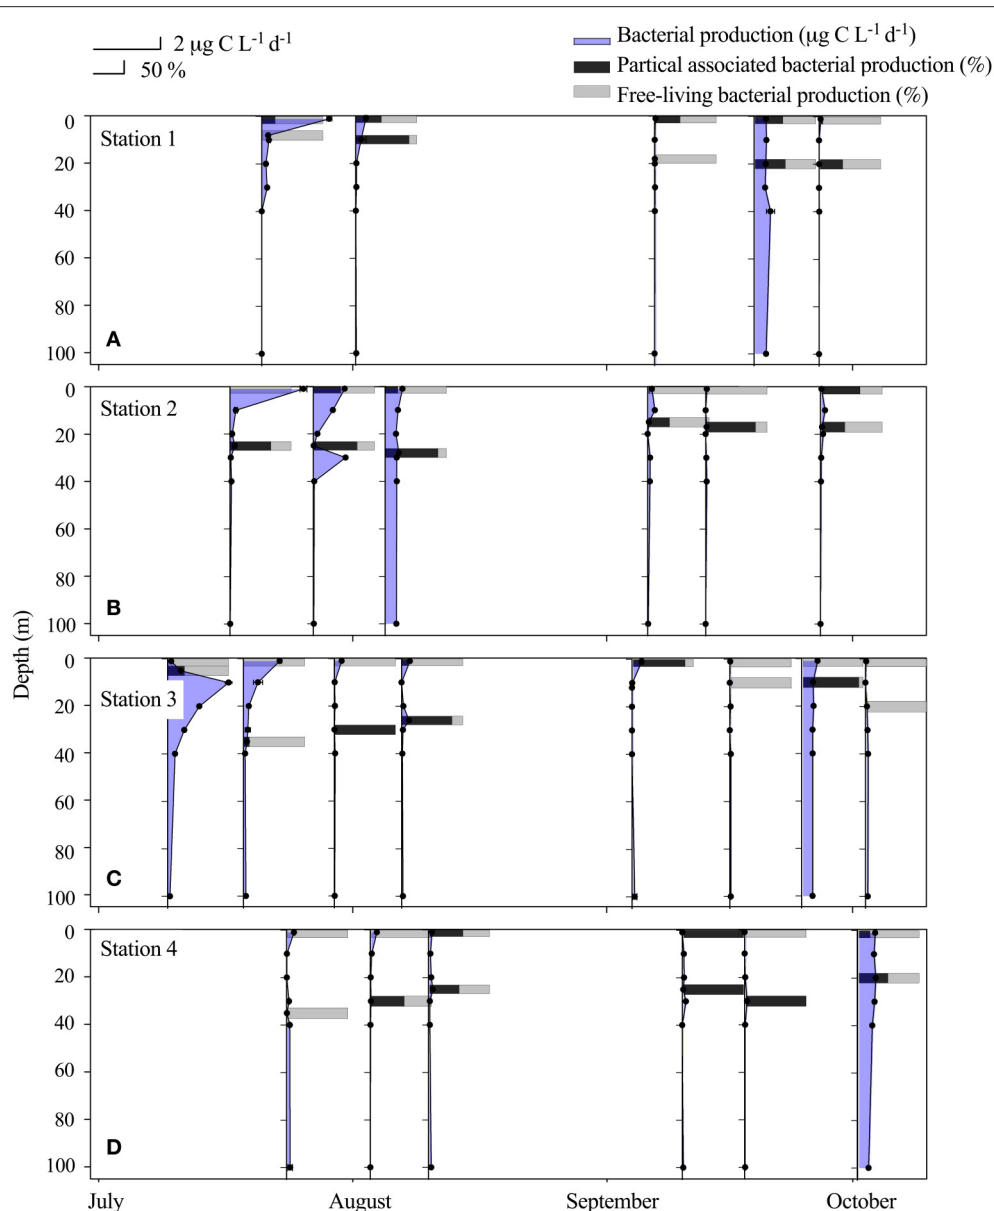 2 µg C L-1 d-1
50 %
Bacterial production (µg C L-1 d-1)
Partical associated bacterial production (%)
Free-living bacterial production (%)
Station 1
0
20
40
60
80
100
A
Station 2
0
20
40
60
80
100
B
Depth (m)
Station 3
0
20
40
60
80
100
C
Station 4
0
20
40
60
80
100
D
July August September October